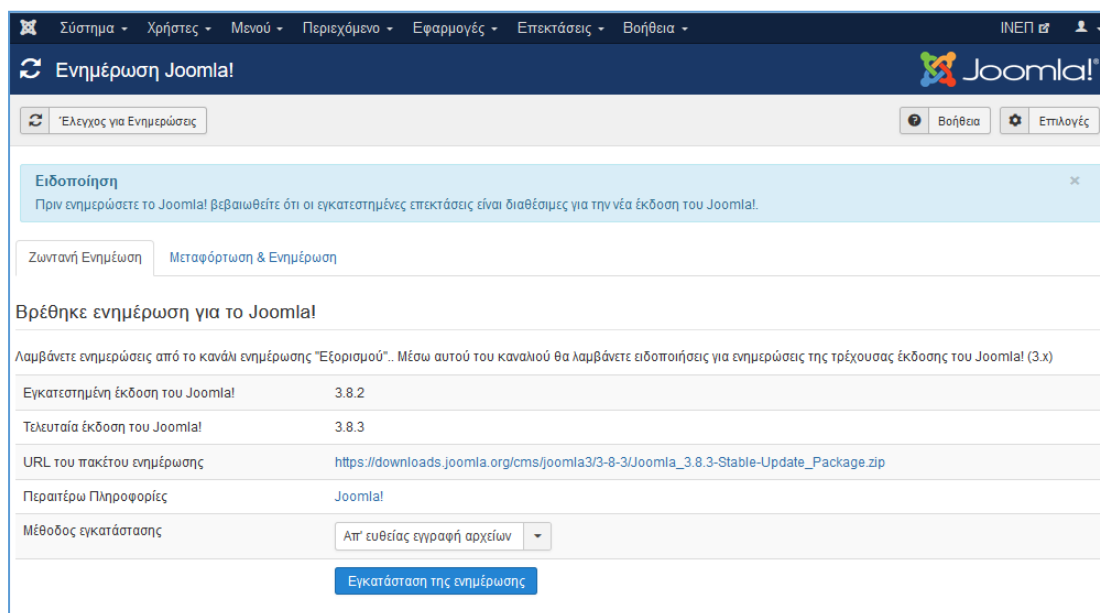 Σύστημα Χρήστες Μενού Περιεχόμενο Εφαρμογές Επεκτάσεις Βοήθεια ΙΝΕΠ
Ενημέρωση Joomla! Joomla!®
Έλεγχος για Ενημερώσεις Βοήθεια Επιλογές
Ειδοποίηση ×
Πριν ενημερώσετε το Joomla! βεβαιωθείτε ότι οι εγκατεστημένες επεκτάσεις είναι διαθέσιμες για την νέα έκδοση του Joomla!.
Ζωντανή Ενημέωση Μεταφόρτωση & Ενημέρωση
Βρέθηκε ενημέρωση για το Joomla!
Λαμβάνετε ενημερώσεις από το κανάλι ενημέρωσης "Εξορισμού".. Μέσω αυτού του καναλιού θα λαμβάνετε ειδοποιήσεις για ενημερώσεις της τρέχουσας έκδοσης του Joomla! (3.x)
Εγκατεστημένη έκδοση του Joomla! 3.8.2
Τελευταία έκδοση του Joomla! 3.8.3
URL του πακέτου ενημέρωσης https://downloads.joomla.org/cms/joomla3/3-8-3/Joomla_3.8.3-Stable-Update_Package.zip
Περαιτέρω Πληροφορίες Joomla!
Μέθοδος εγκατάστασης Απ' ευθείας εγγραφή αρχείων
Εγκατάσταση της ενημέρωσης